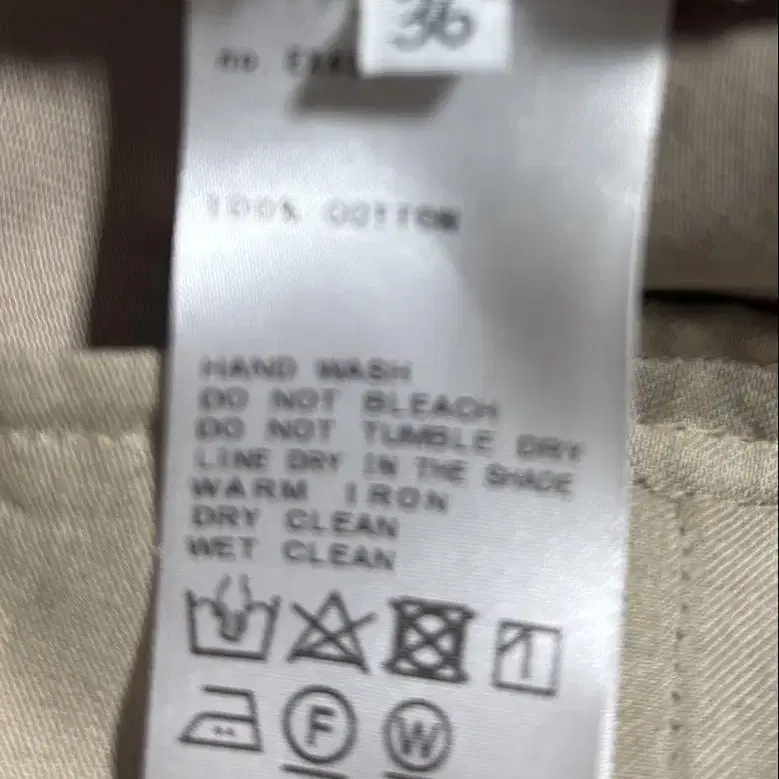 36
no
100% COTTON
HAND WASH
DO NOT BLEACH
DO NOT TUMBLE DRY
LINE DRY IN THE SHADE
WARM IRON
DRY CLEAN
WET CLEAN
F W